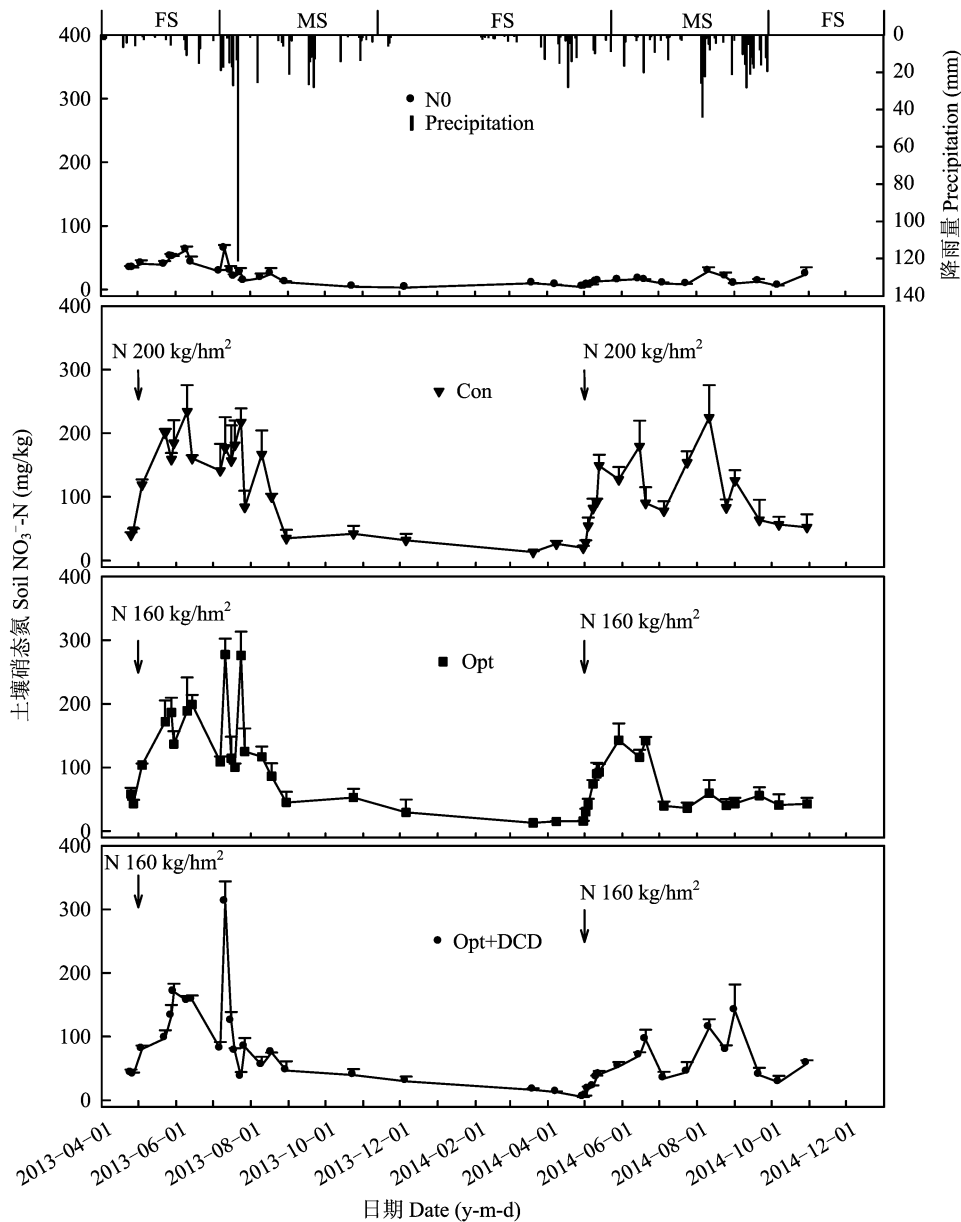 FS MS FS MS FS
400
300
200
100
0
0
20
40
60
80
100
120
140
降雨量 Precipitation (mm)
N0
Precipitation
土壤硝态氮 Soil NO₃⁻-N (mg/kg)
400
300
200
100
0
N 200 kg/hm² N 200 kg/hm²
Con
400
300
200
100
0
N 160 kg/hm² N 160 kg/hm²
Opt
400
300
200
100
0
N 160 kg/hm² N 160 kg/hm²
Opt+DCD
2013−04−01 2013−06−01 2013−08−01 2013−10−01 2013−12−01 2014−02−01 2014−04−01 2014−06−01 2014−08−01 2014−10−01 2014−12−01
日期 Date (y-m-d)